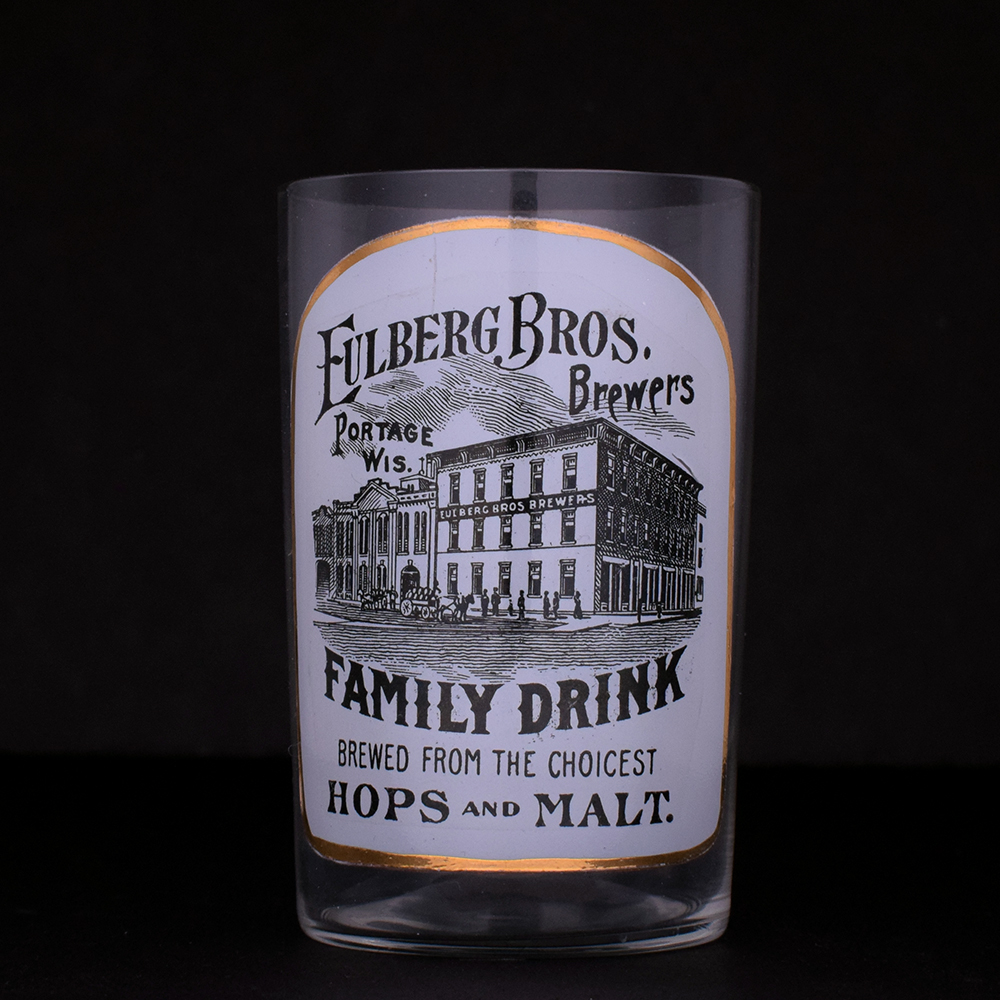 EULBERG BROS.
Brewers
PORTAGE
WIS.
EULBERG BROS BREWERS
FAMILY DRINK
BREWED FROM THE CHOICEST
HOPS AND MALT.